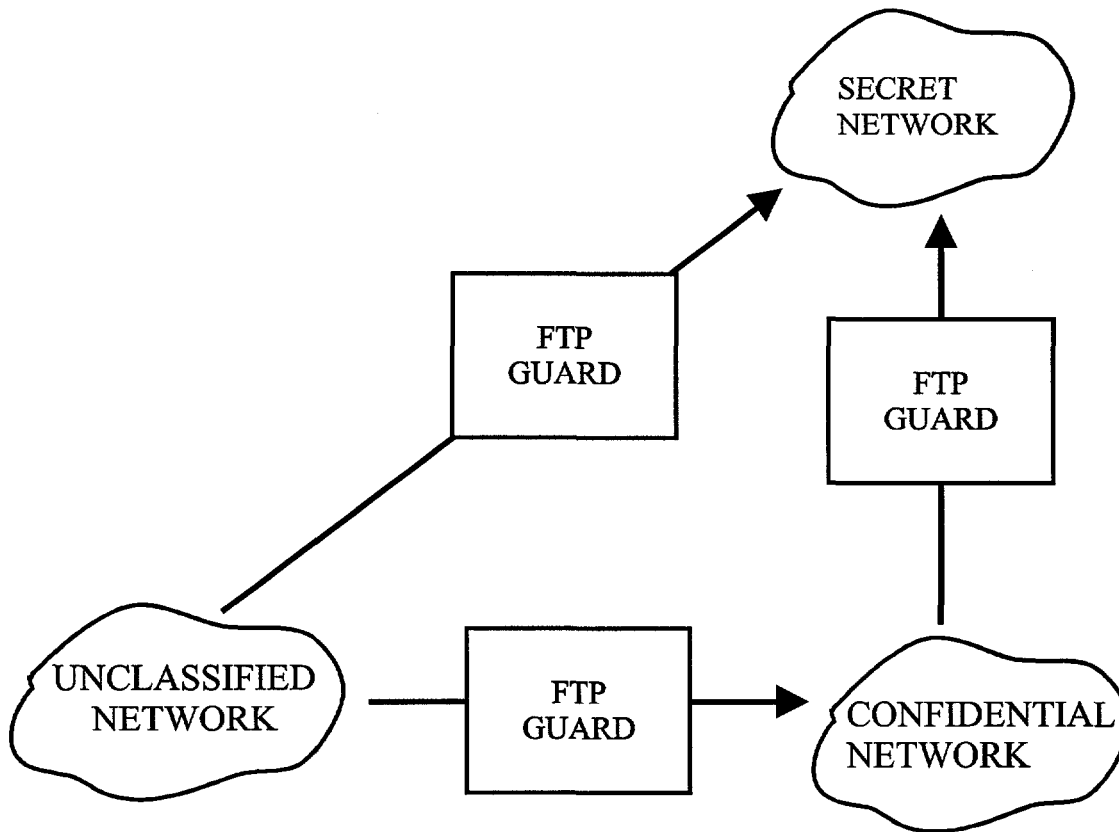 SECRET
NETWORK
FTP
GUARD
FTP
GUARD
UNCLASSIFIED
NETWORK
FTP
GUARD
CONFIDENTIAL
NETWORK